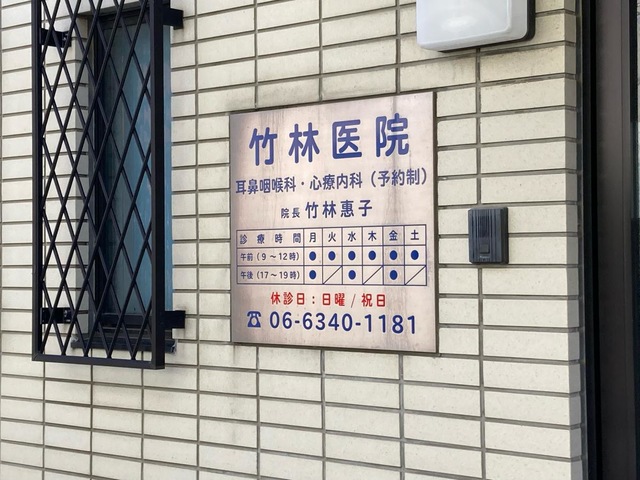 竹林医院
耳鼻咽喉科・心療内科(予約制)
院長 竹林惠子
診療時間 月 火 水 木 金 土
午前(9〜12時) ● ● ● ● ● ●
午後(17〜19時) ● ／ ● ／ ● ／
休診日:日曜/祝日
☎ 06-6340-1181